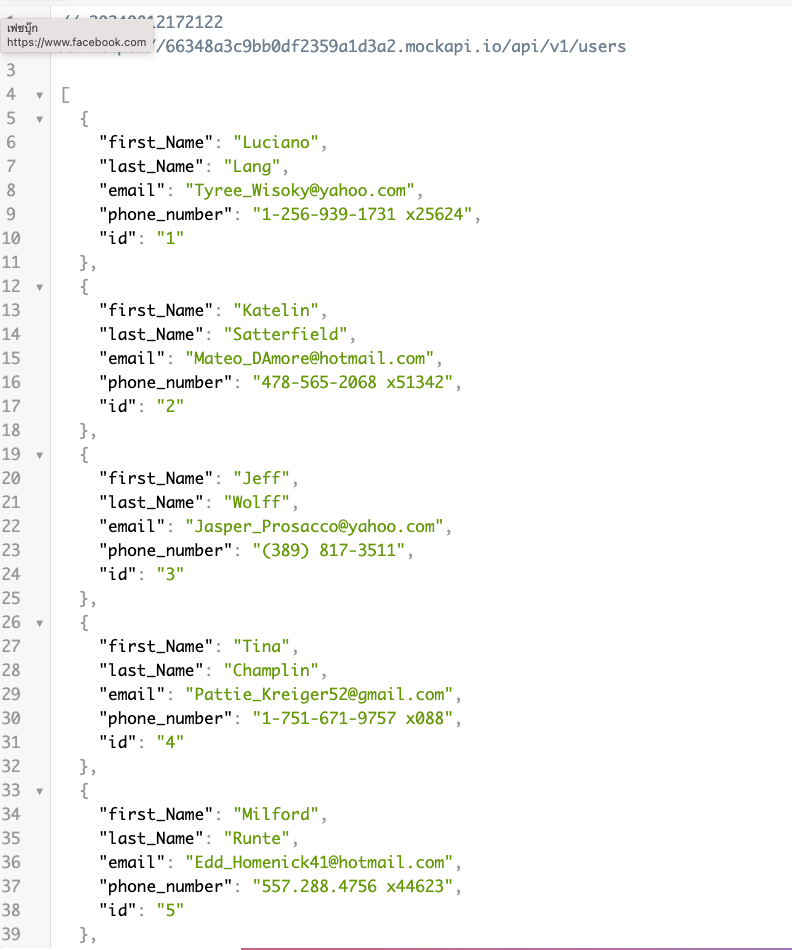 // 20240812172122
เฟซบุ๊ก
https://www.facebook.com
//66348a3c9bb0df2359a1d3a2.mockapi.io/api/v1/users
3
4 ▼ [
5 ▼ {
6 "first_Name": "Luciano",
7 "last_Name": "Lang",
8 "email": "Tyree_Wisoky@yahoo.com",
9 "phone_number": "1-256-939-1731 x25624",
10 "id": "1"
11 },
12 ▼ {
13 "first_Name": "Katelin",
14 "last_Name": "Satterfield",
15 "email": "Mateo_DAmore@hotmail.com",
16 "phone_number": "478-565-2068 x51342",
17 "id": "2"
18 },
19 ▼ {
20 "first_Name": "Jeff",
21 "last_Name": "Wolff",
22 "email": "Jasper_Prosacco@yahoo.com",
23 "phone_number": "(389) 817-3511",
24 "id": "3"
25 },
26 ▼ {
27 "first_Name": "Tina",
28 "last_Name": "Champlin",
29 "email": "Pattie_Kreiger52@gmail.com",
30 "phone_number": "1-751-671-9757 x088",
31 "id": "4"
32 },
33 ▼ {
34 "first_Name": "Milford",
35 "last_Name": "Runte",
36 "email": "Edd_Homenick41@hotmail.com",
37 "phone_number": "557.288.4756 x44623",
38 "id": "5"
39 },